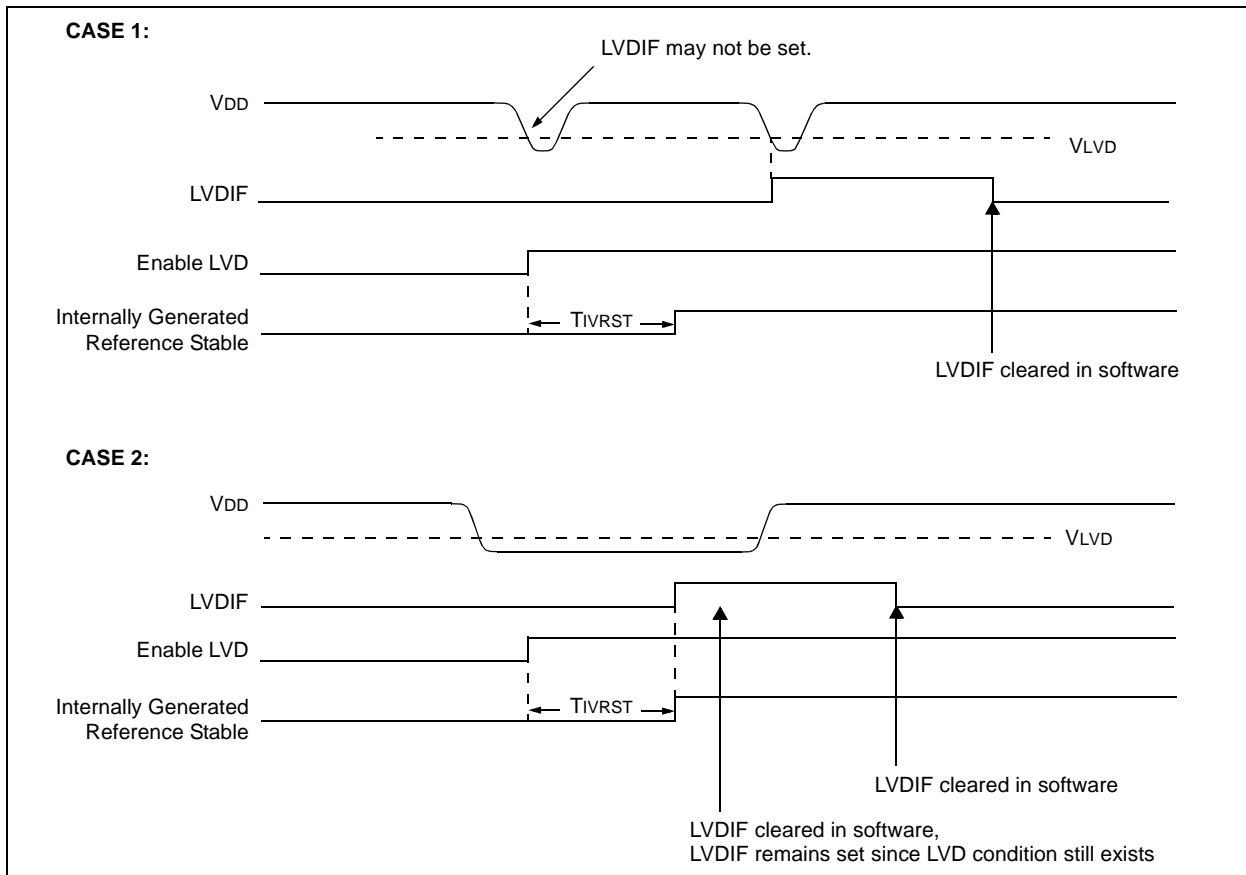 CASE 1:
LVDIF may not be set.
VDD
VLVD
LVDIF
Enable LVD
Internally Generated
Reference Stable
TIVRST
LVDIF cleared in software
CASE 2:
VDD
VLVD
LVDIF
Enable LVD
Internally Generated
Reference Stable
TIVRST
LVDIF cleared in software
LVDIF cleared in software,
LVDIF remains set since LVD condition still exists